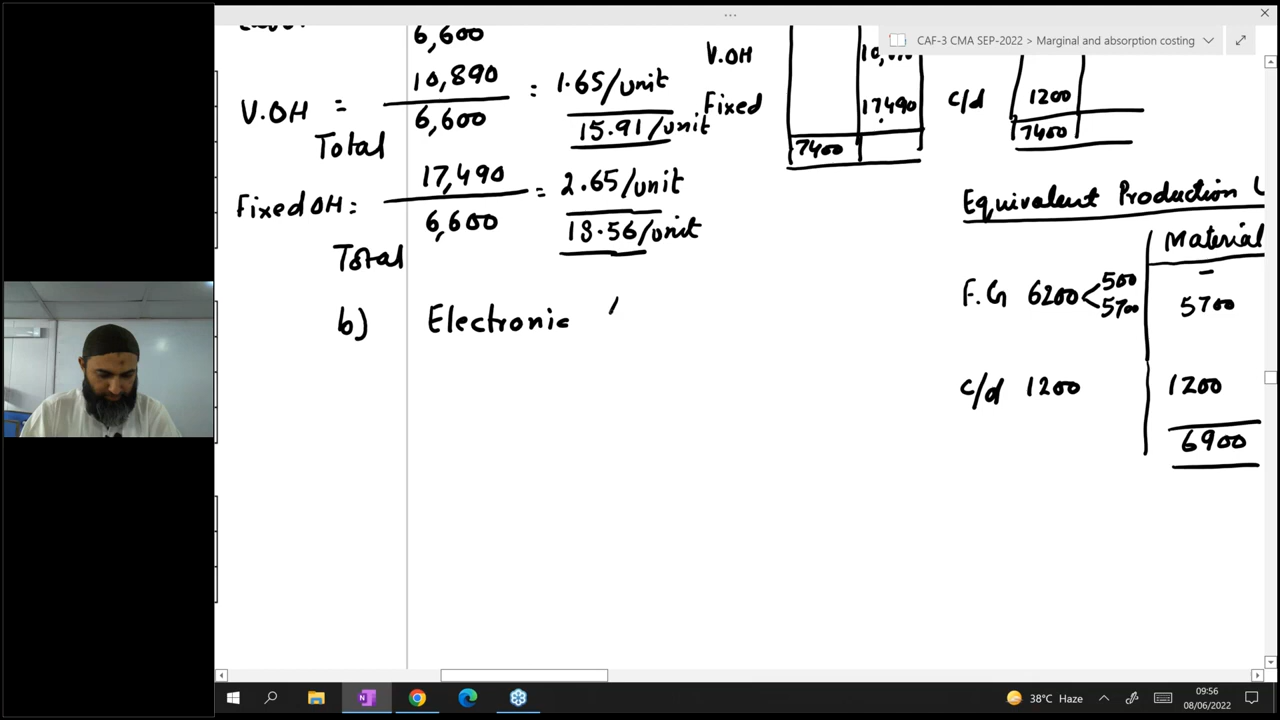 CAF-3 CMA SEP-2022 > Marginal and absorption costing
6,600
V.OH = 10,890 = 1.65/unit
6,600
Total 15.91/unit
Fixed OH: 17,490 = 2.65/unit
6,600
Total 18.56/unit
b) Electronic
V.OH
Fixed 17490
7400
c/d 1200
7400
Equivalent Production
Material
F.G 6200 < 500 -
5700 5700
c/d 1200 1200
6900
38°C Haze
09:56
08/06/2022